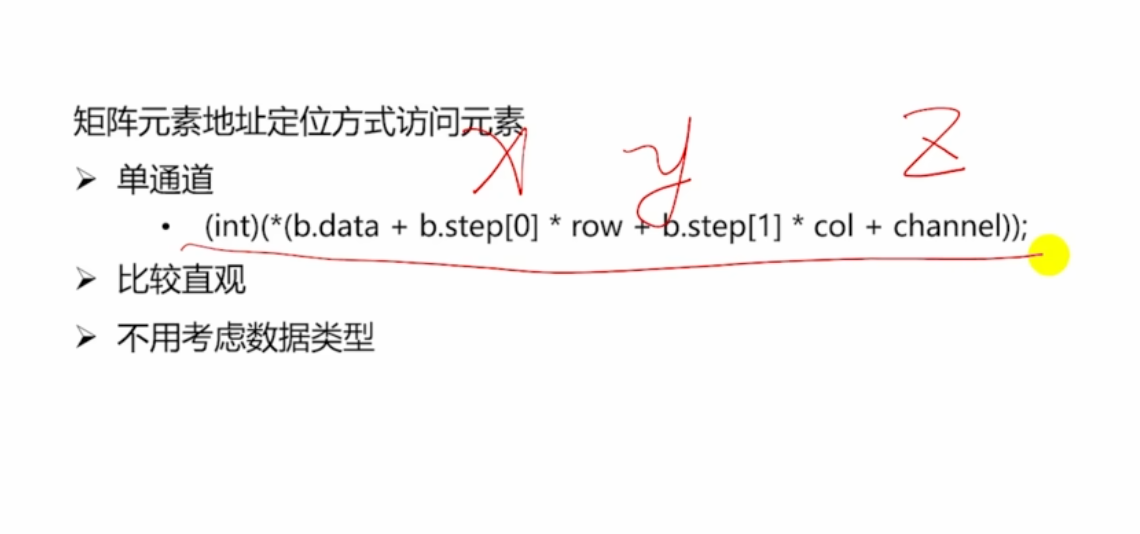 矩阵元素地址定位方式访问元素
x y z
➢ 单通道
• (int)(*(b.data + b.step[0] * row + b.step[1] * col + channel));
➢ 比较直观
➢ 不用考虑数据类型